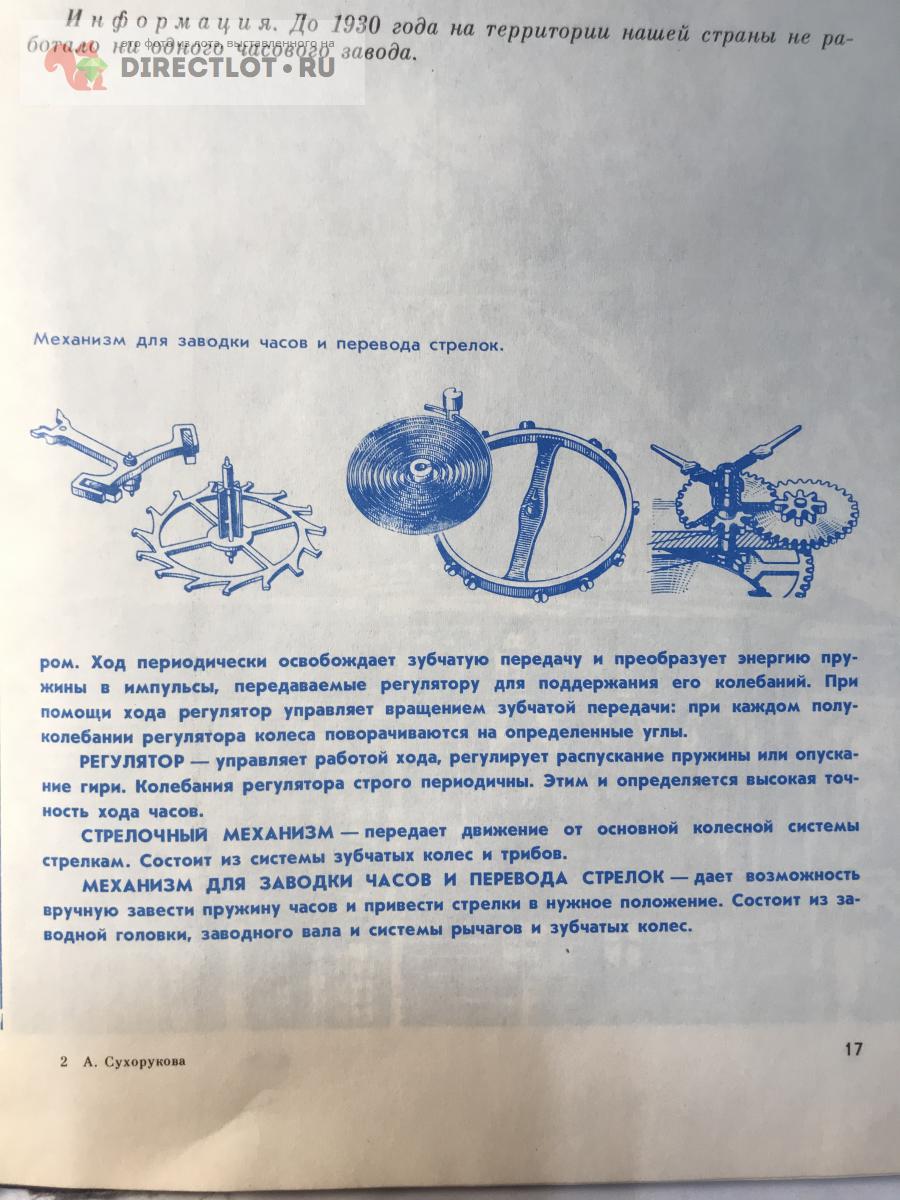 Информация. До 1930 года на территории нашей страны не ра-
это фото из лота, выставленного на
ботало ни одного часового завода.
DIRECTLOT.RU
Механизм для заводки часов и перевода стрелок.
ром. Ход периодически освобождает зубчатую передачу и преобразует энергию пру-
жины в импульсы, передаваемые регулятору для поддержания его колебаний. При
помощи хода регулятор управляет вращением зубчатой передачи: при каждом полу-
колебании регулятора колеса поворачиваются на определенные углы.
РЕГУЛЯТОР — управляет работой хода, регулирует распускание пружины или опуска-
ние гири. Колебания регулятора строго периодичны. Этим и определяется высокая точ-
ность хода часов.
СТРЕЛОЧНЫЙ МЕХАНИЗМ — передает движение от основной колесной системы
стрелкам. Состоит из системы зубчатых колес и трибов.
МЕХАНИЗМ ДЛЯ ЗАВОДКИ ЧАСОВ И ПЕРЕВОДА СТРЕЛОК — дает возможность
вручную завести пружину часов и привести стрелки в нужное положение. Состоит из за-
водной головки, заводного вала и системы рычагов и зубчатых колес.
2 А. Сухорукова
17